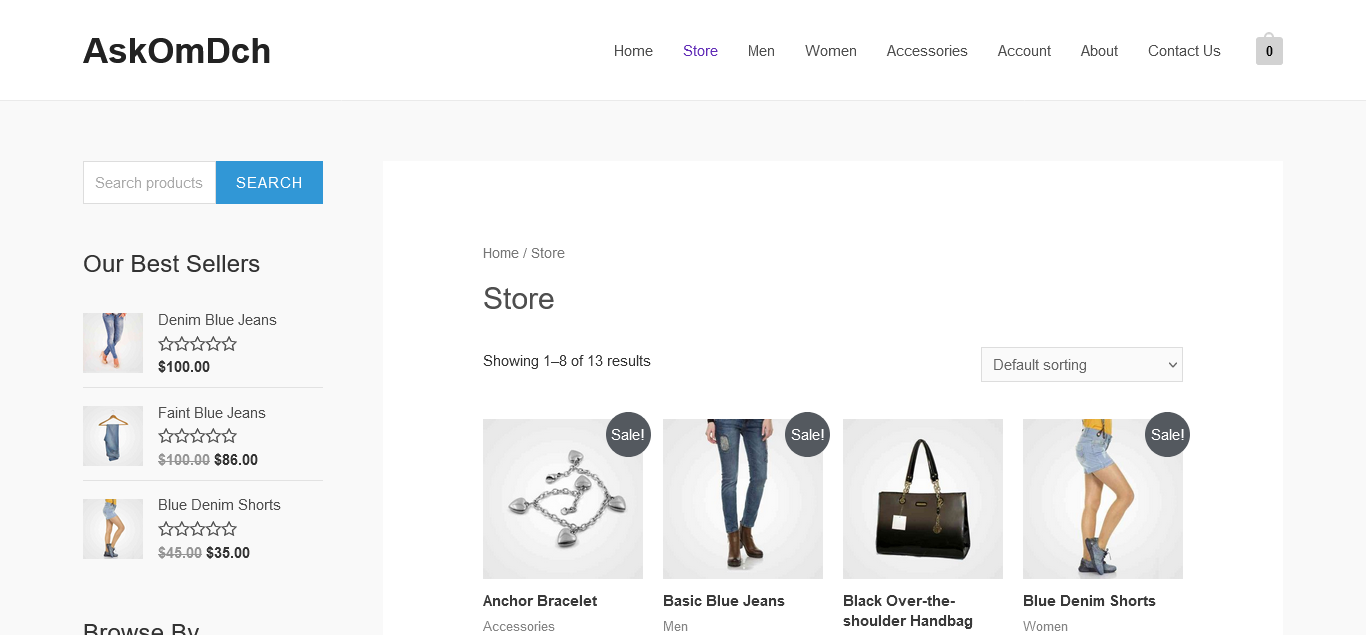 AskOmDch
Home Store Men Women Accessories Account About Contact Us 0
Search products SEARCH
Our Best Sellers
Denim Blue Jeans
$100.00
Faint Blue Jeans
$100.00 $86.00
Blue Denim Shorts
$45.00 $35.00
Browse By
Home / Store
Store
Showing 1–8 of 13 results
Default sorting
Sale!
Anchor Bracelet
Accessories
Sale!
Basic Blue Jeans
Men
Black Over-the-
shoulder Handbag
Sale!
Blue Denim Shorts
Women